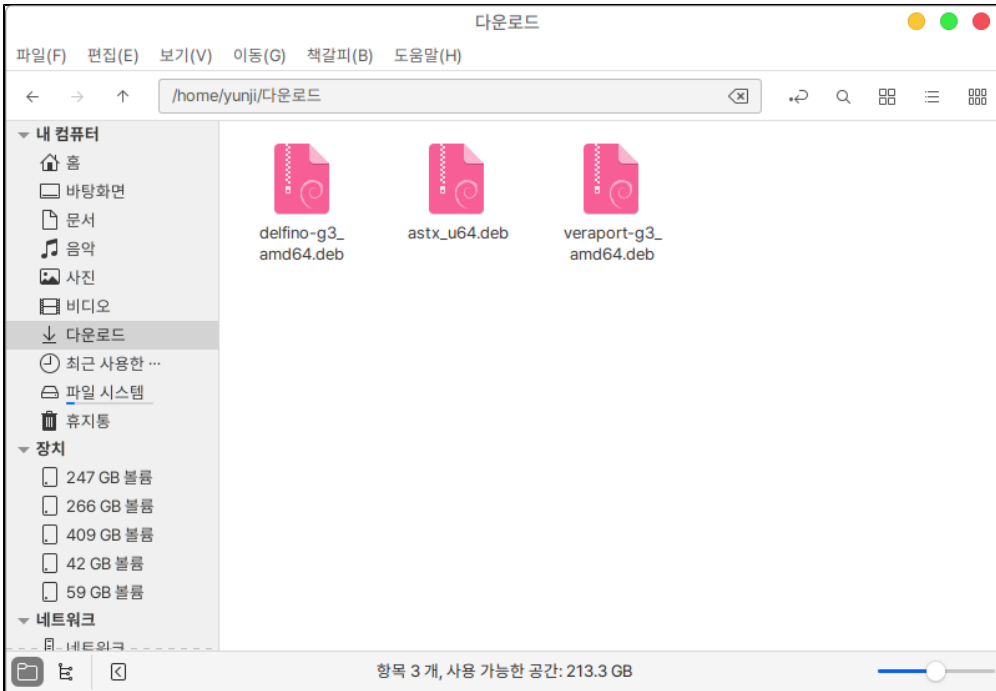 다운로드
파일(F) 편집(E) 보기(V) 이동(G) 책갈피(B) 도움말(H)
/home/yunji/다운로드
내 컴퓨터
홈
바탕화면
문서
음악
사진
비디오
다운로드
최근 사용한 …
파일 시스템
휴지통
장치
247 GB 볼륨
266 GB 볼륨
409 GB 볼륨
42 GB 볼륨
59 GB 볼륨
네트워크
네트워크
delfino-g3_
amd64.deb
astx_u64.deb
veraport-g3_
amd64.deb
항목 3 개, 사용 가능한 공간: 213.3 GB